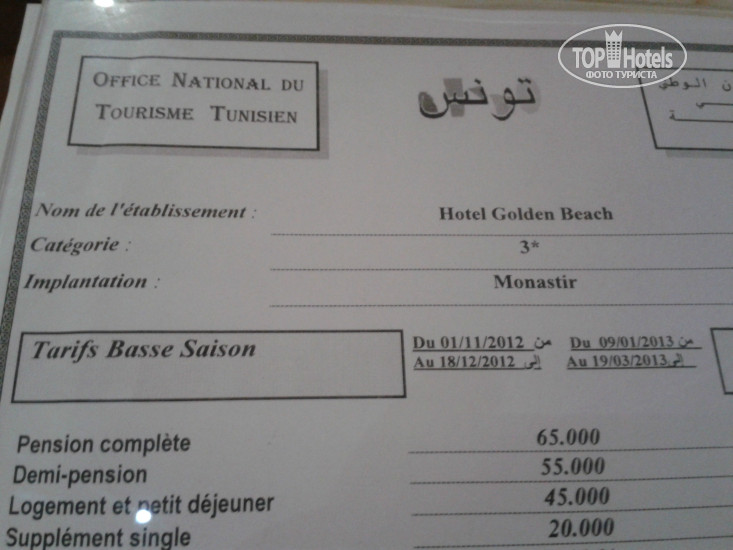 TOP Hotels
ФОТО ТУРИСТА
OFFICE NATIONAL DU
TOURISME TUNISIEN
تونس
Nom de l'établissement : Hotel Golden Beach
Catégorie : 3*
Implantation : Monastir
Tarifs Basse Saison
Du 01/11/2012 من Du 09/01/2013 من
Au 18/12/2012 إلى Au 19/03/2013 إلى
Pension complète 65.000
Demi-pension 55.000
Logement et petit déjeuner 45.000
Supplément single 20.000